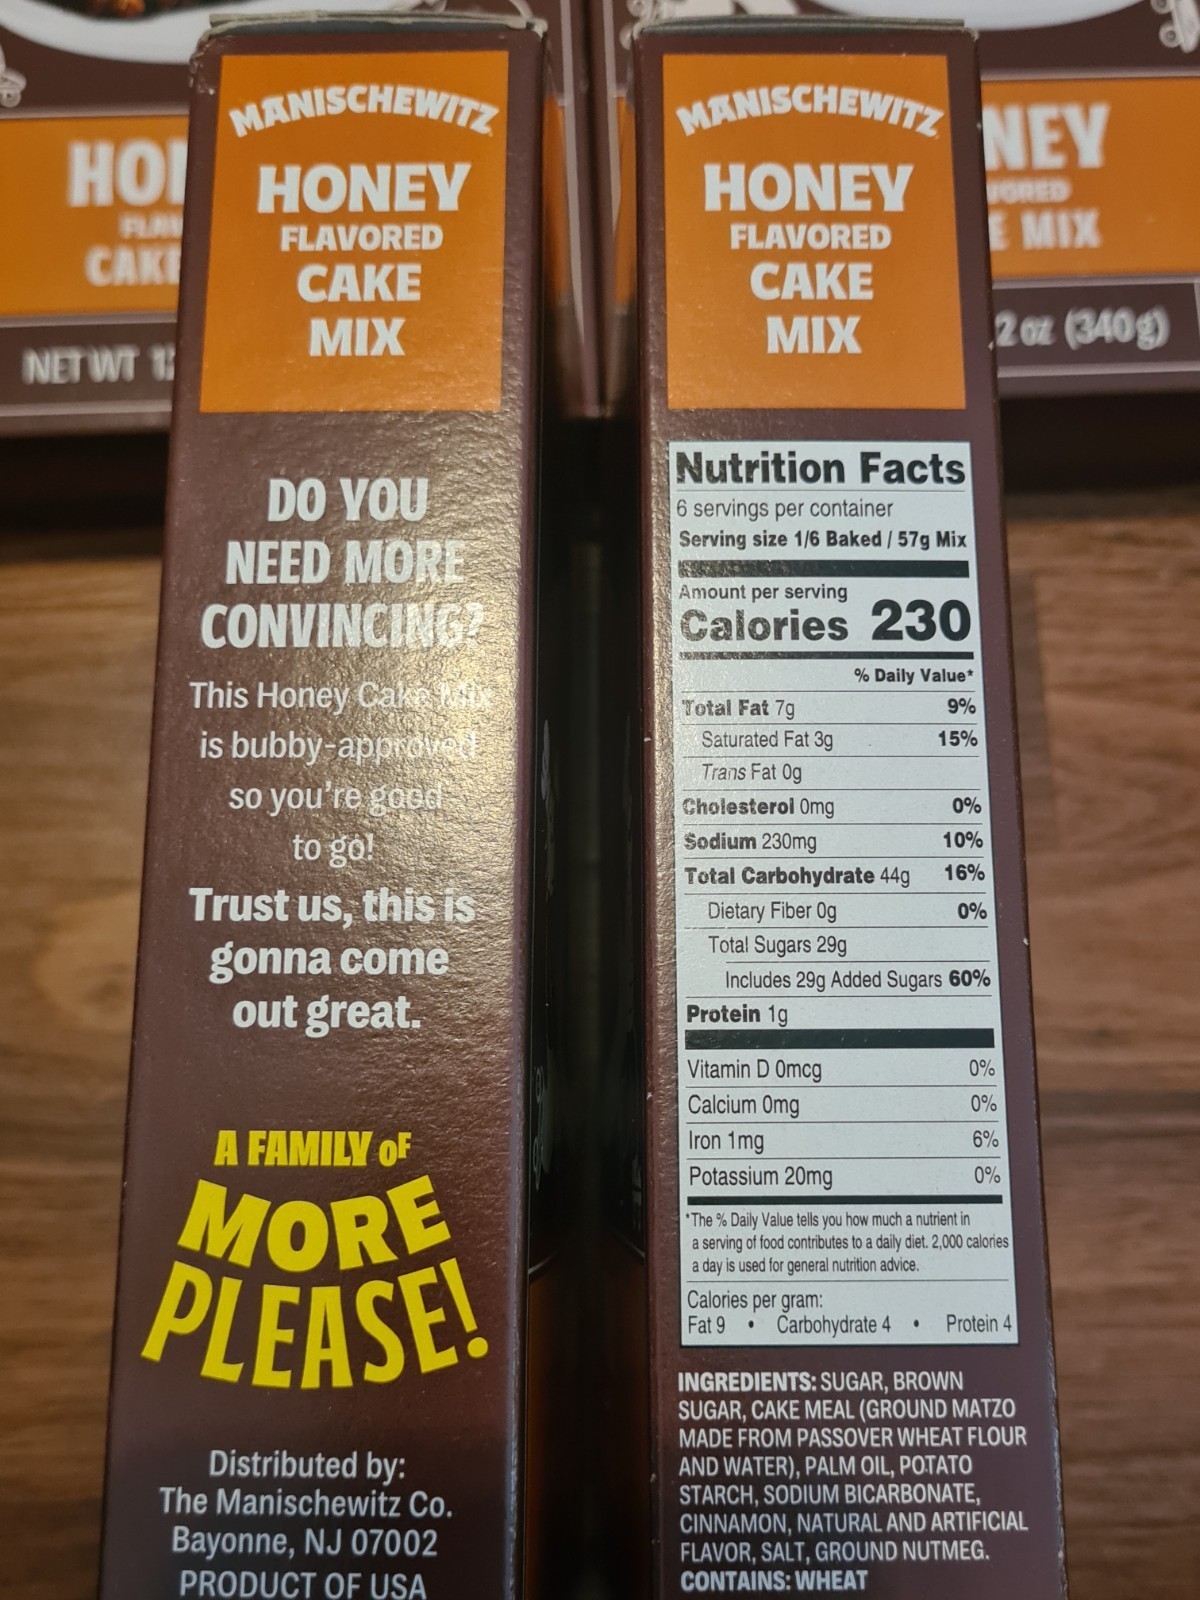 HO
FLA
CAKE
NET WT 12
MANISCHEWITZ
HONEY
FLAVORED
CAKE
MIX
DO YOU
NEED MORE
CONVINCING?
This Honey Cake Mix
is bubby-approved
so you're good
to go!
Trust us, this is
gonna come
out great.
A FAMILY OF
MORE
PLEASE!
Distributed by:
The Manischewitz Co.
Bayonne, NJ 07002
PRODUCT OF USA
MANISCHEWITZ
HONEY
FLAVORED
CAKE
MIX
Nutrition Facts
6 servings per container
Serving size 1/6 Baked / 57g Mix
Amount per serving
Calories 230
% Daily Value*
Total Fat 7g 9%
Saturated Fat 3g 15%
Trans Fat 0g
Cholesterol 0mg 0%
Sodium 230mg 10%
Total Carbohydrate 44g 16%
Dietary Fiber 0g 0%
Total Sugars 29g
Includes 29g Added Sugars 60%
Protein 1g
Vitamin D 0mcg 0%
Calcium 0mg 0%
Iron 1mg 6%
Potassium 20mg 0%
*The % Daily Value tells you how much a nutrient in
a serving of food contributes to a daily diet. 2,000 calories
a day is used for general nutrition advice.
Calories per gram:
Fat 9 • Carbohydrate 4 • Protein 4
INGREDIENTS: SUGAR, BROWN
SUGAR, CAKE MEAL (GROUND MATZO
MADE FROM PASSOVER WHEAT FLOUR
AND WATER), PALM OIL, POTATO
STARCH, SODIUM BICARBONATE,
CINNAMON, NATURAL AND ARTIFICIAL
FLAVOR, SALT, GROUND NUTMEG.
CONTAINS: WHEAT
NEY
VORED
E MIX
2 oz (340g)